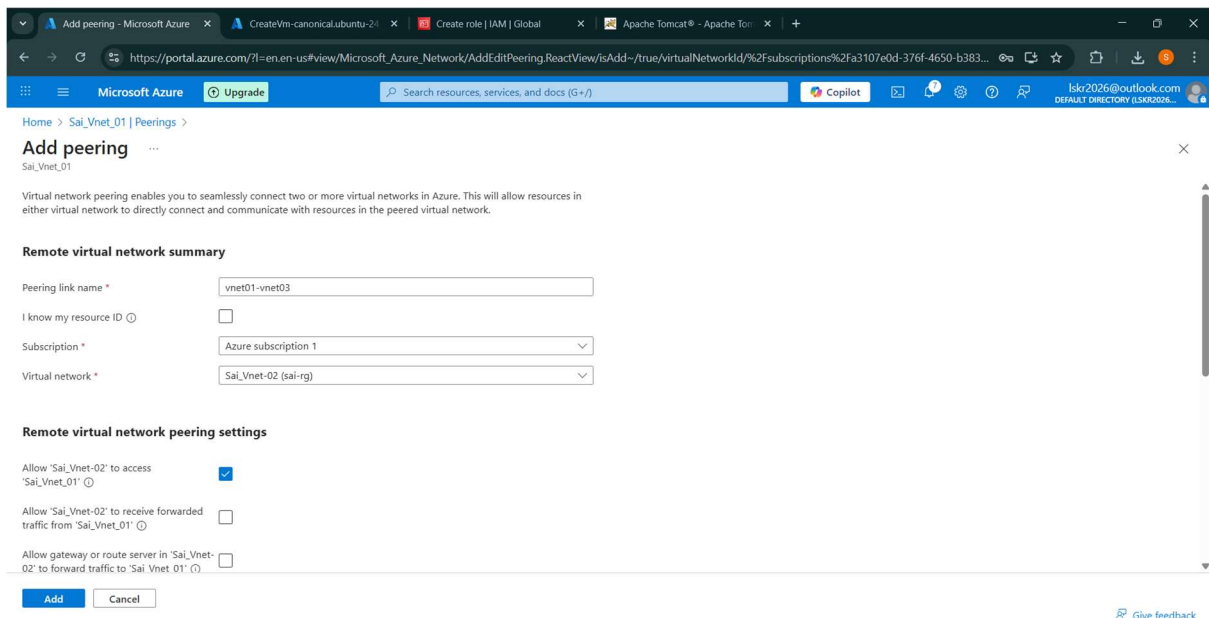 Add peering - Microsoft Azure
CreateVm-canonical.ubuntu-24
Create role | IAM | Global
Apache Tomcat® - Apache Tom
https://portal.azure.com/?l=en.en-us#view/Microsoft_Azure_Network/AddEditPeering.ReactView/isAdd~/true/virtualNetworkId/%2Fsubscriptions%2Fa3107e0d-376f-4650-b383...
S
Microsoft Azure
Upgrade
Search resources, services, and docs (G+/)
Copilot
7
lskr2026@outlook.com
DEFAULT DIRECTORY (LSKR2026...
Home > Sai_Vnet_01 | Peerings >
Add peering ...
Sai_Vnet_01
Virtual network peering enables you to seamlessly connect two or more virtual networks in Azure. This will allow resources in
either virtual network to directly connect and communicate with resources in the peered virtual network.
Remote virtual network summary
Peering link name * vnet01-vnet03
I know my resource ID
Subscription * Azure subscription 1
Virtual network * Sai_Vnet-02 (sai-rg)
Remote virtual network peering settings
Allow 'Sai_Vnet-02' to access
'Sai_Vnet_01'
Allow 'Sai_Vnet-02' to receive forwarded
traffic from 'Sai_Vnet_01'
Allow gateway or route server in 'Sai_Vnet-
02' to forward traffic to 'Sai_Vnet_01'
Add Cancel
Give feedback